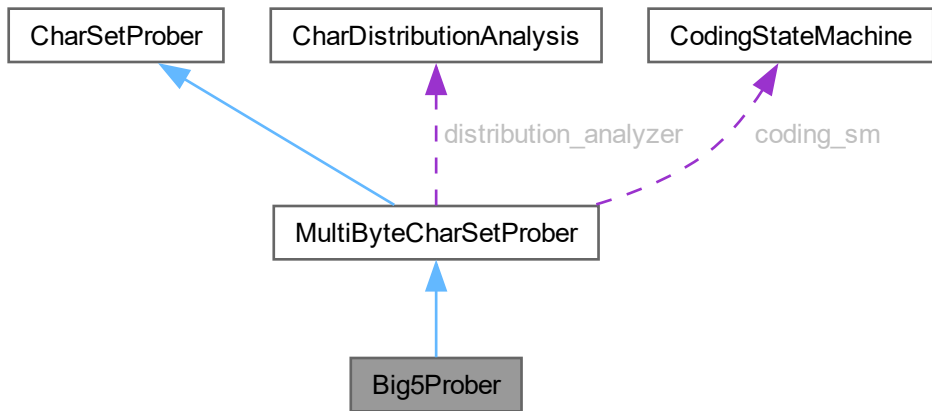 CharSetProber
CharDistributionAnalysis
CodingStateMachine
distribution_analyzer
coding_sm
MultiByteCharSetProber
Big5Prober